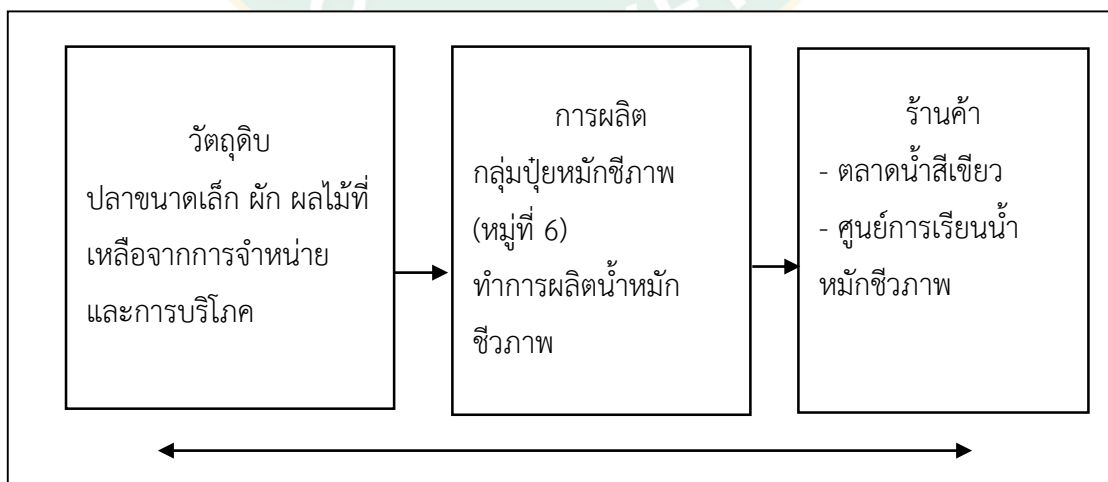 วัตถุดิบ
ปลาขนาดเล็ก ผัก ผลไม้ที่
เหลือจากการจำหน่าย
และการบริโภค
การผลิต
กลุ่มปุ๋ยหมักชีภาพ
(หมู่ที่ 6)
ทำการผลิตน้ำหมัก
ชีวภาพ
ร้านค้า
- ตลาดน้ำสีเขียว
- ศูนย์การเรียนน้ำ
หมักชีวภาพ